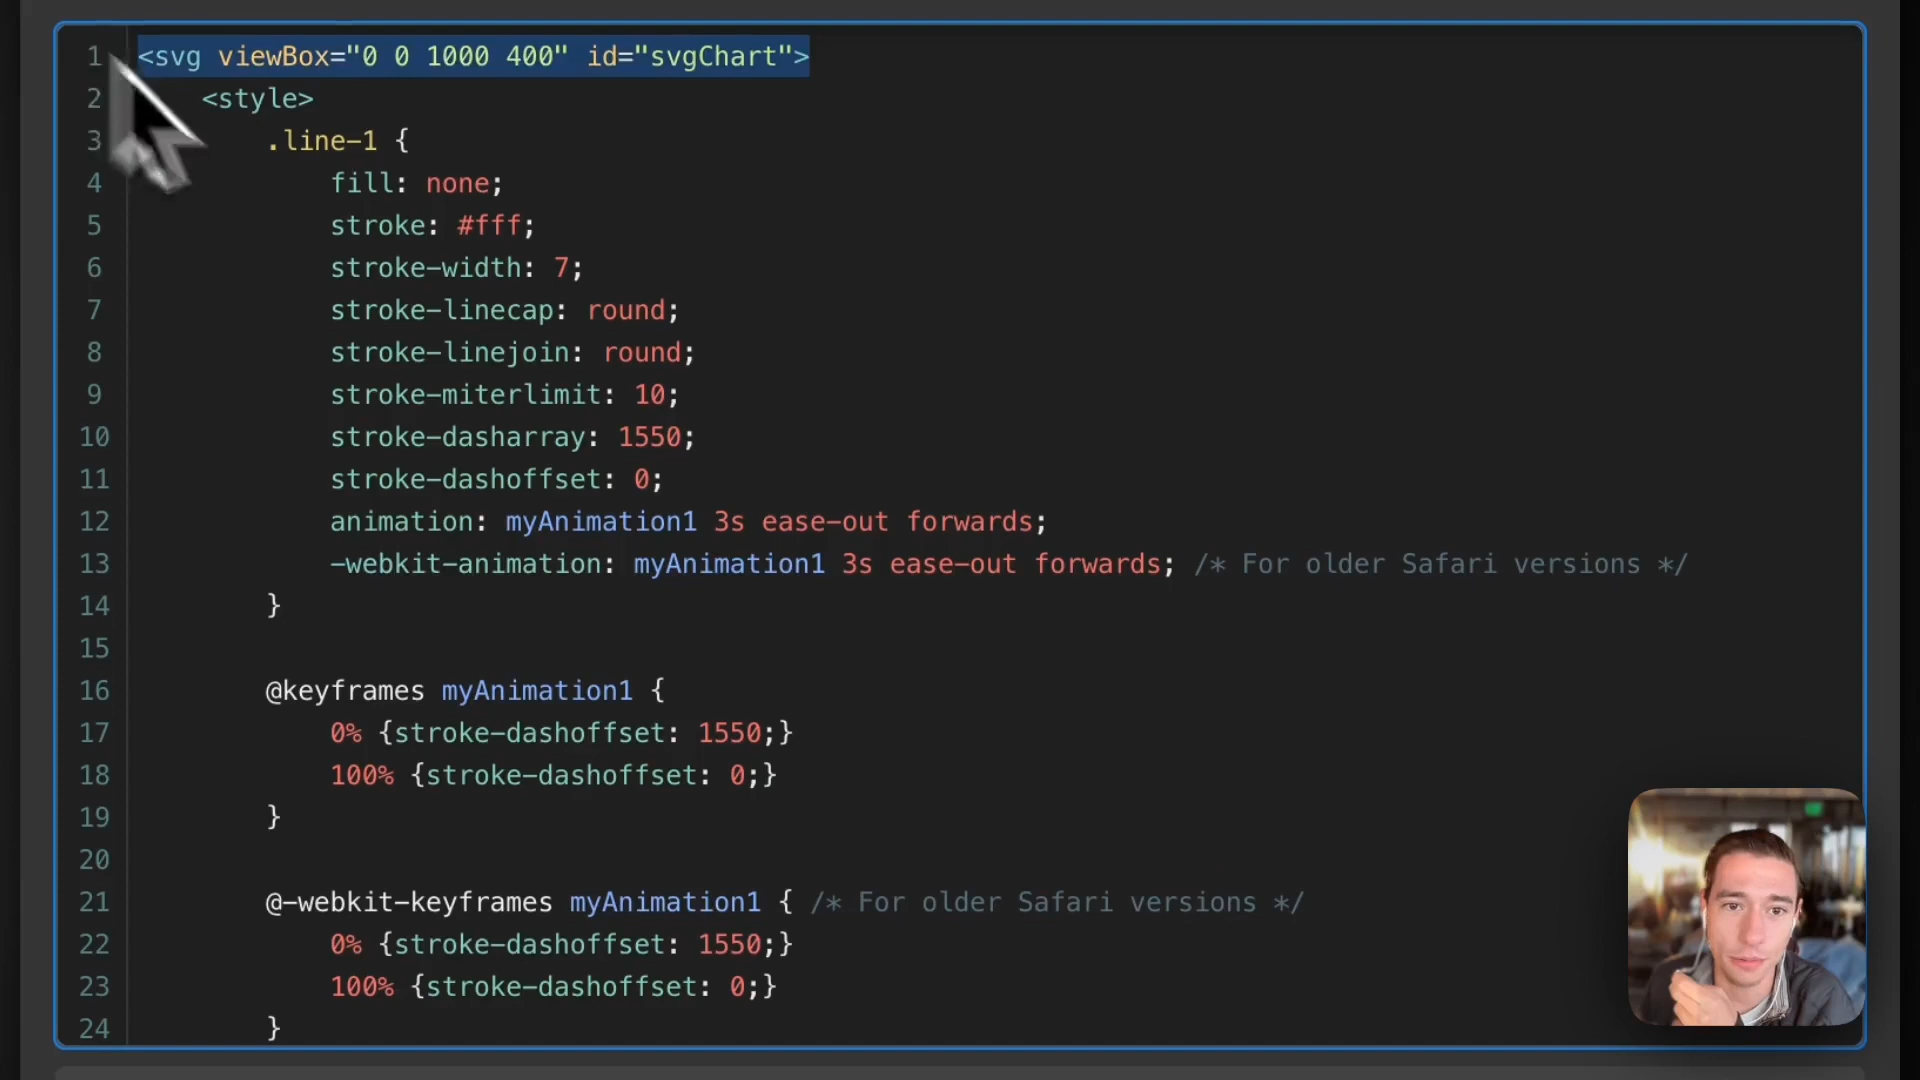 1 <svg viewBox="0 0 1000 400" id="svgChart">
2 <style>
3 .line-1 {
4 fill: none;
5 stroke: #fff;
6 stroke-width: 7;
7 stroke-linecap: round;
8 stroke-linejoin: round;
9 stroke-miterlimit: 10;
10 stroke-dasharray: 1550;
11 stroke-dashoffset: 0;
12 animation: myAnimation1 3s ease-out forwards;
13 -webkit-animation: myAnimation1 3s ease-out forwards; /* For older Safari versions */
14 }
15
16 @keyframes myAnimation1 {
17 0% {stroke-dashoffset: 1550;}
18 100% {stroke-dashoffset: 0;}
19 }
20
21 @-webkit-keyframes myAnimation1 { /* For older Safari versions */
22 0% {stroke-dashoffset: 1550;}
23 100% {stroke-dashoffset: 0;}
24 }